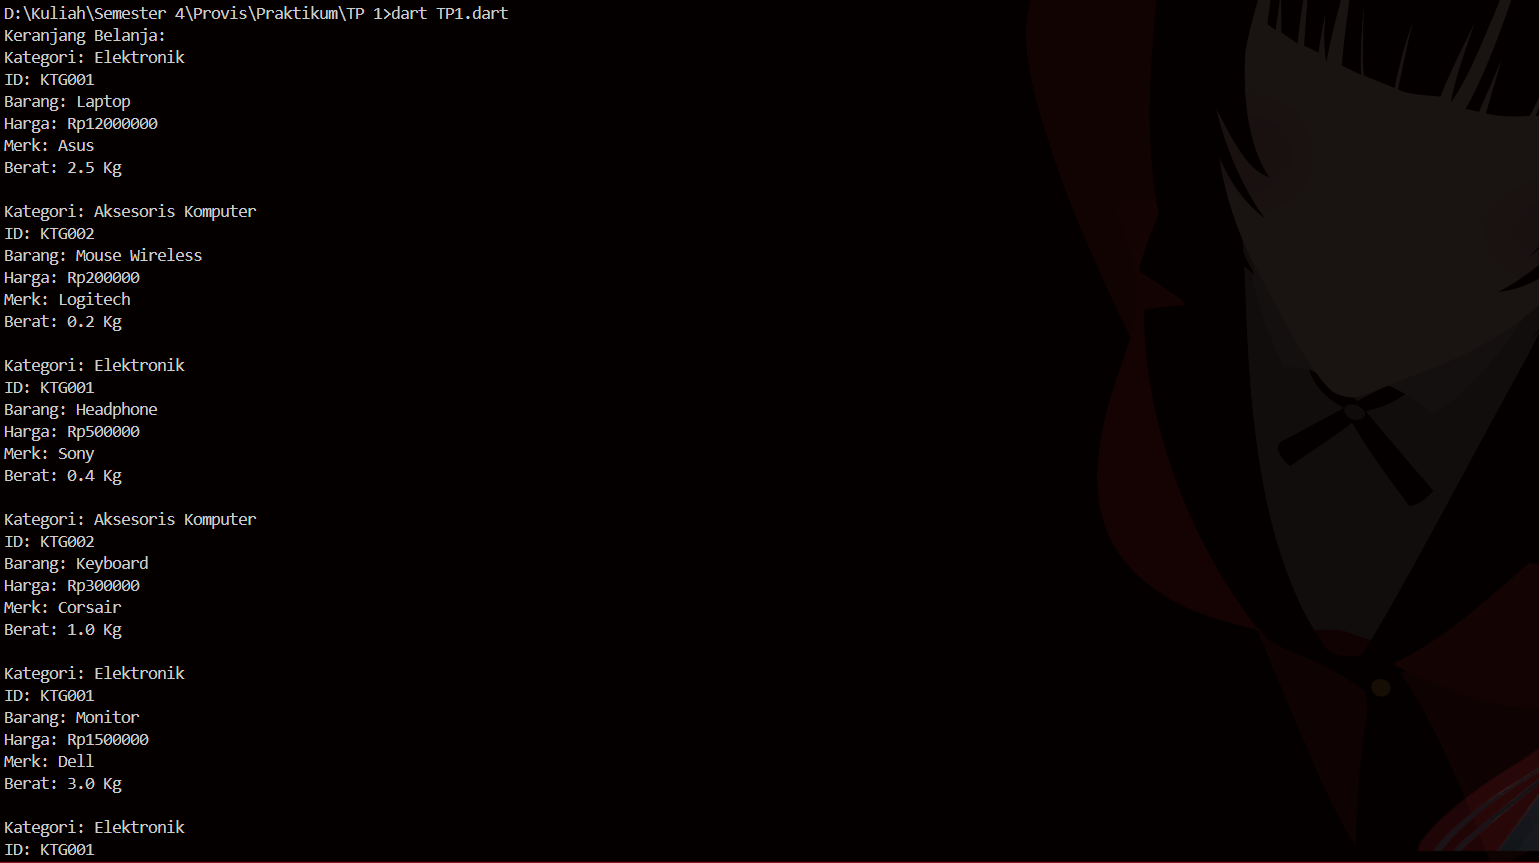 D:\Kuliah\Semester 4\Provis\Praktikum\TP 1>dart TP1.dart
Keranjang Belanja:
Kategori: Elektronik
ID: KTG001
Barang: Laptop
Harga: Rp12000000
Merk: Asus
Berat: 2.5 Kg
Kategori: Aksesoris Komputer
ID: KTG002
Barang: Mouse Wireless
Harga: Rp200000
Merk: Logitech
Berat: 0.2 Kg
Kategori: Elektronik
ID: KTG001
Barang: Headphone
Harga: Rp500000
Merk: Sony
Berat: 0.4 Kg
Kategori: Aksesoris Komputer
ID: KTG002
Barang: Keyboard
Harga: Rp300000
Merk: Corsair
Berat: 1.0 Kg
Kategori: Elektronik
ID: KTG001
Barang: Monitor
Harga: Rp1500000
Merk: Dell
Berat: 3.0 Kg
Kategori: Elektronik
ID: KTG001